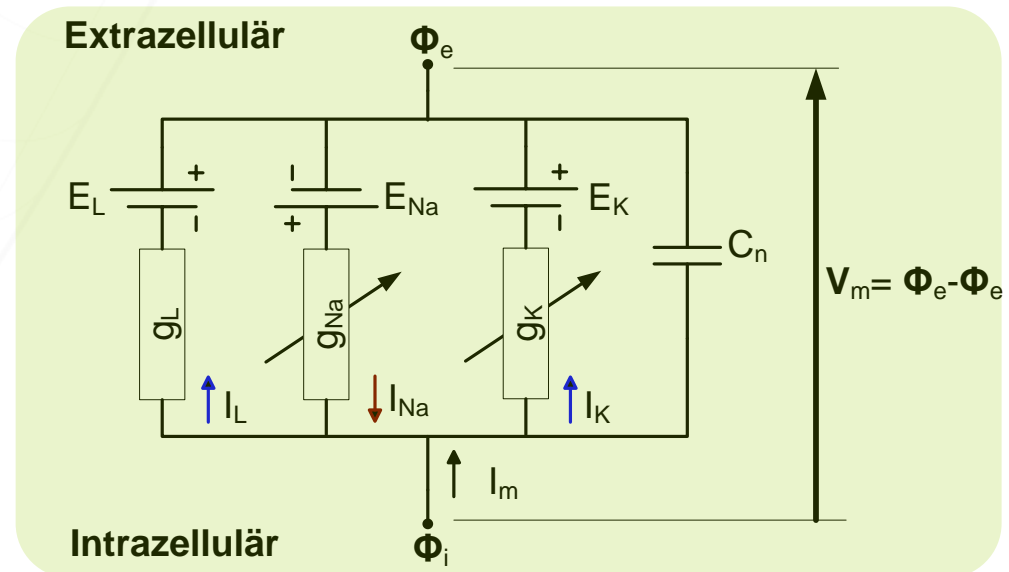 Extrazellulär
Φe
+ - +
EL ENa EK
- + -
Cn
Vm= Φe-Φe
gL gNa gK
IL INa IK
Im
Intrazellulär
Φi